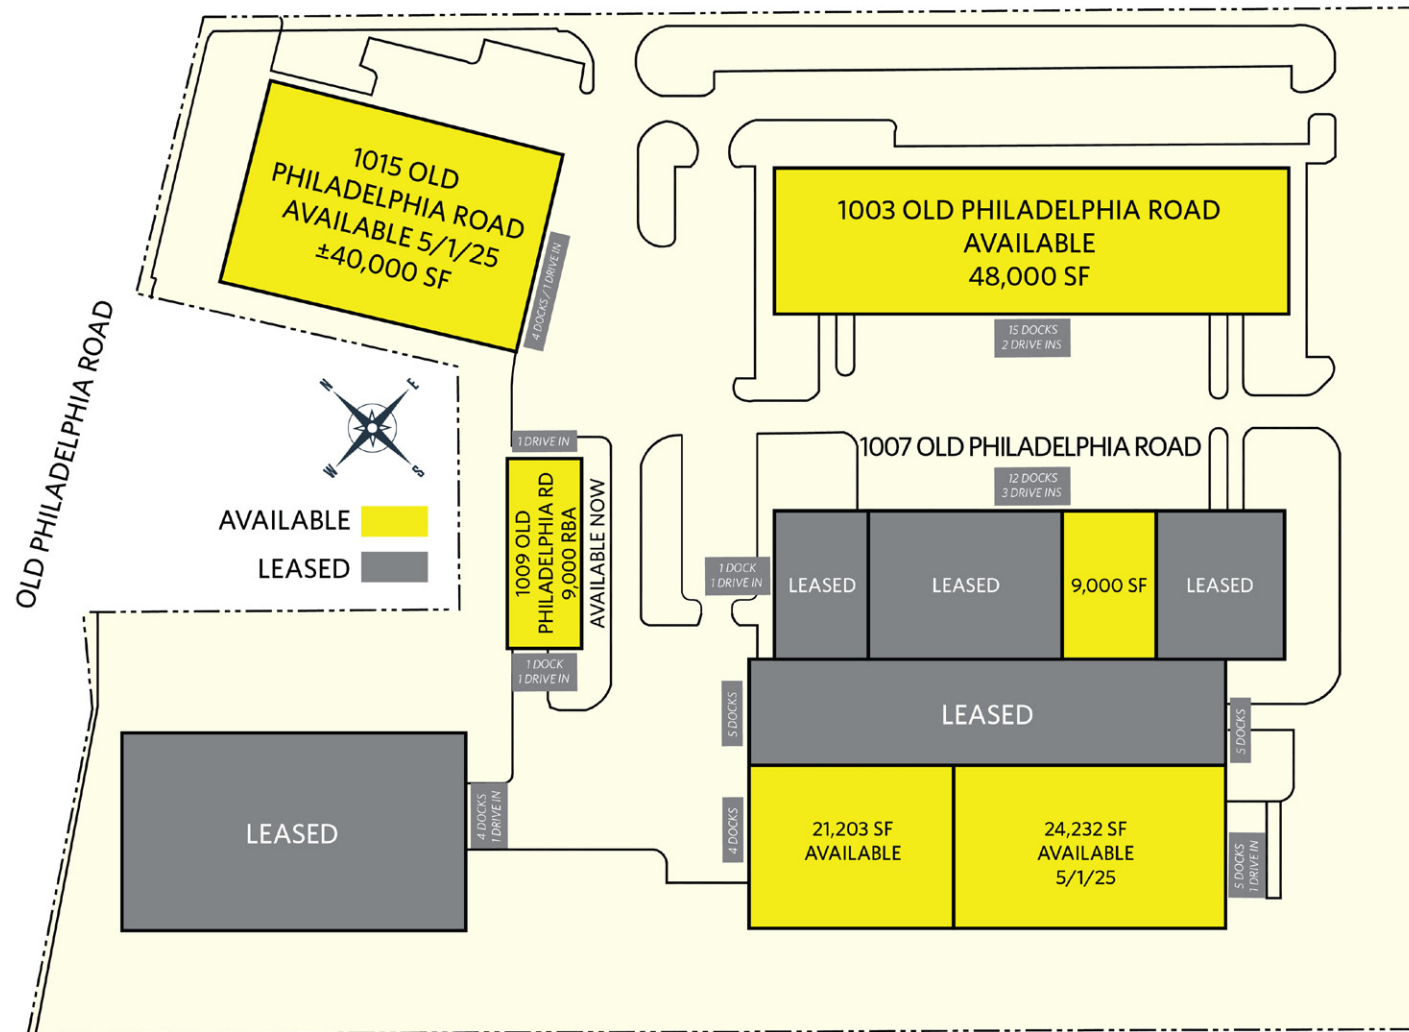 1015 OLD
PHILADELPHIA ROAD
AVAILABLE 5/1/25
±40,000 SF
4 DOCKS / 1 DRIVE IN
1003 OLD PHILADELPHIA ROAD
AVAILABLE
48,000 SF
15 DOCKS
2 DRIVE INS
OLD PHILADELPHIA ROAD
N
E
W
S
AVAILABLE
LEASED
1 DRIVE IN
1009 OLD
PHILADELPHIA RD
9,000 RBA
AVAILABLE NOW
1 DOCK
1 DRIVE IN
1007 OLD PHILADELPHIA ROAD
12 DOCKS
3 DRIVE INS
1 DOCK
1 DRIVE IN
LEASED
LEASED
9,000 SF
LEASED
5 DOCKS
LEASED
5 DOCKS
LEASED
4 DOCKS
1 DRIVE IN
4 DOCKS
21,203 SF
AVAILABLE
24,232 SF
AVAILABLE
5/1/25
5 DOCKS
1 DRIVE IN